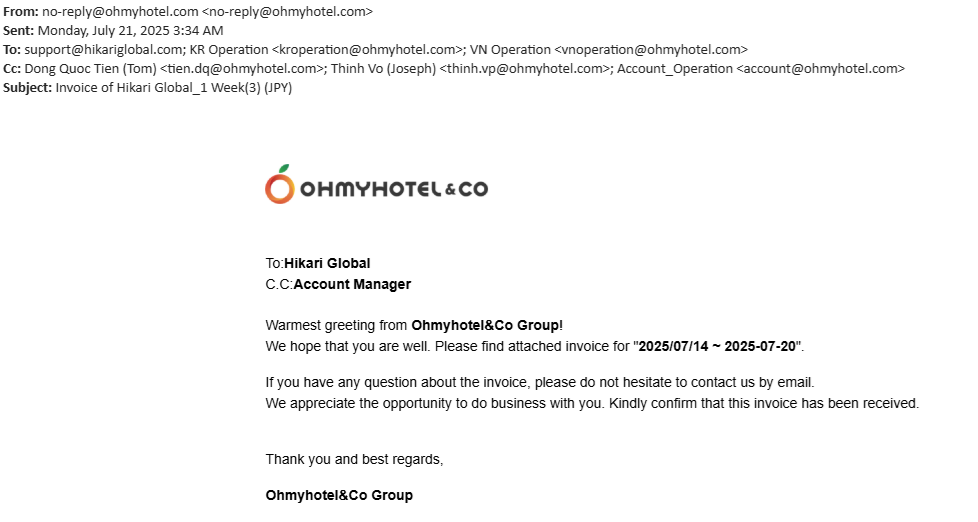 From: no-reply@ohmyhotel.com <no-reply@ohmyhotel.com>
Sent: Monday, July 21, 2025 3:34 AM
To: support@hikariglobal.com; KR Operation <kroperation@ohmyhotel.com>; VN Operation <vnoperation@ohmyhotel.com>
Cc: Dong Quoc Tien (Tom) <tien.dq@ohmyhotel.com>; Thinh Vo (Joseph) <thinh.vp@ohmyhotel.com>; Account_Operation <account@ohmyhotel.com>
Subject: Invoice of Hikari Global_1 Week(3) (JPY)
OHMYHOTEL&CO
To:Hikari Global
C.C:Account Manager
Warmest greeting from Ohmyhotel&Co Group!
We hope that you are well. Please find attached invoice for "2025/07/14 ~ 2025-07-20".
If you have any question about the invoice, please do not hesitate to contact us by email.
We appreciate the opportunity to do business with you. Kindly confirm that this invoice has been received.
Thank you and best regards,
Ohmyhotel&Co Group